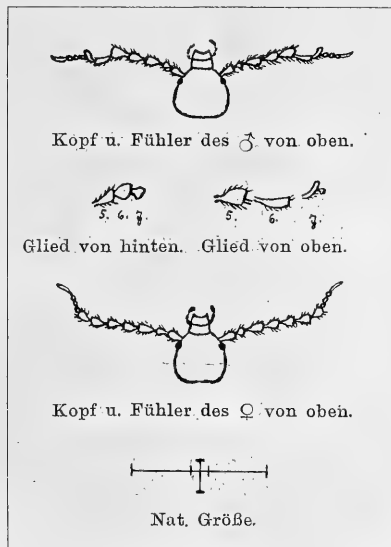 Kopf u. Fühler des ♂ von oben.
5. 6. 7. 5. 6. 7.
Glied von hinten. Glied von oben.
Kopf u. Fühler des ♀ von oben.
Nat. Größe.